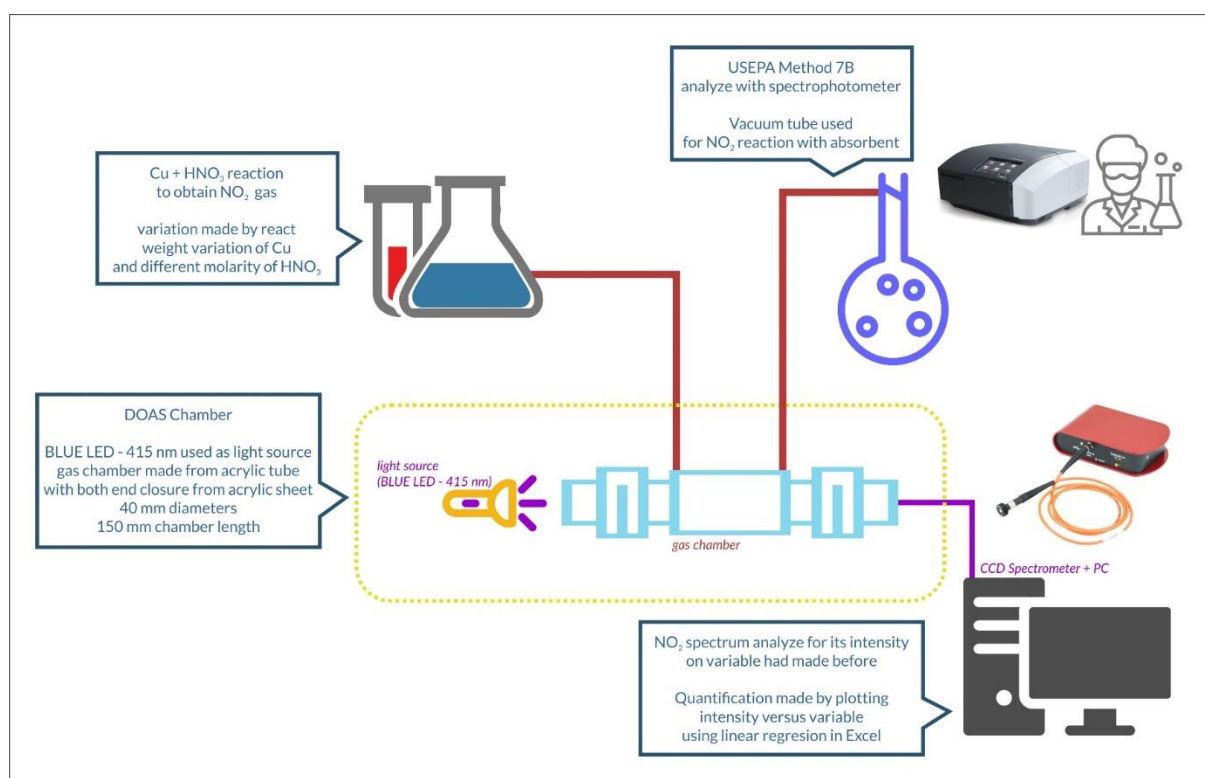 USEPA Method 7B
analyze with spectrophotometer
Vacuum tube used
for NO₂ reaction with absorbent
Cu + HNO₃ reaction
to obtain NO₂ gas
variation made by react
weight variation of Cu
and different molarity of HNO₃
DOAS Chamber
BLUE LED - 415 nm used as light source
gas chamber made from acrylic tube
with both end closure from acrylic sheet
40 mm diameters
150 mm chamber length
light source
(BLUE LED - 415 nm)
gas chamber
CCD Spectrometer + PC
NO₂ spectrum analyze for its intensity
on variable had made before
Quantification made by plotting
intensity versus variable
using linear regresion in Excel